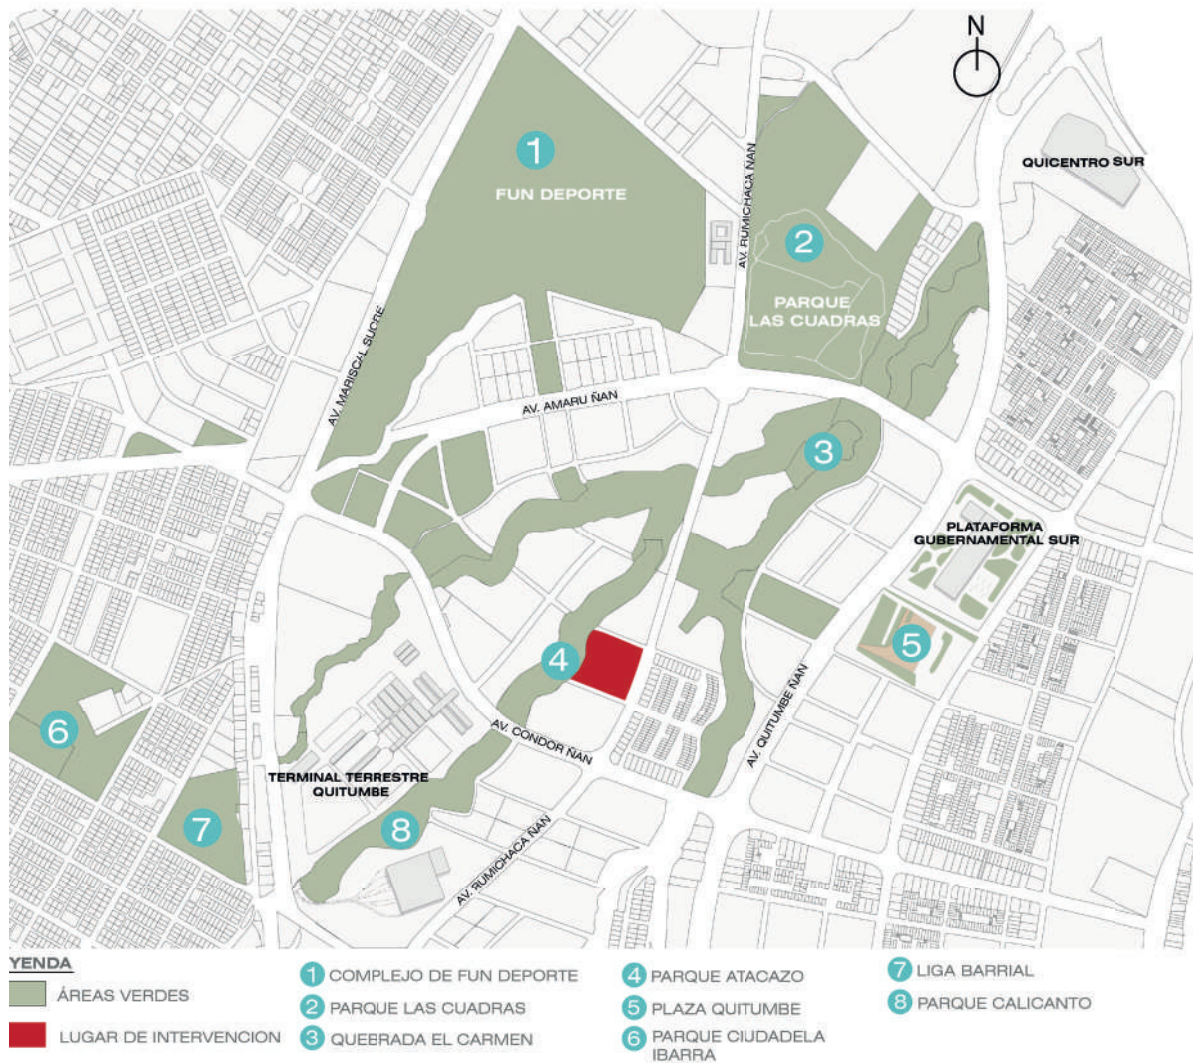 N
1
FUN DEPORTE
AV. RUMICHACA ÑAN
QUICENTRO SUR
2
PARQUE
LAS CUADRAS
AV. MARISCAL SUCRE
AV. AMARU ÑAN
3
PLATAFORMA
GUBERNAMENTAL SUR
4
5
6
AV. CONDOR ÑAN
AV. QUITUMBE ÑAN
TERMINAL TERRESTRE
QUITUMBE
7
8
AV. RUMICHACA ÑAN
YENDA
ÁREAS VERDES
LUGAR DE INTERVENCION
1 COMPLEJO DE FUN DEPORTE
2 PARQUE LAS CUADRAS
3 QUEBRADA EL CARMEN
4 PARQUE ATACAZO
5 PLAZA QUITUMBE
6 PARQUE CIUDADELA
IBARRA
7 LIGA BARRIAL
8 PARQUE CALICANTO